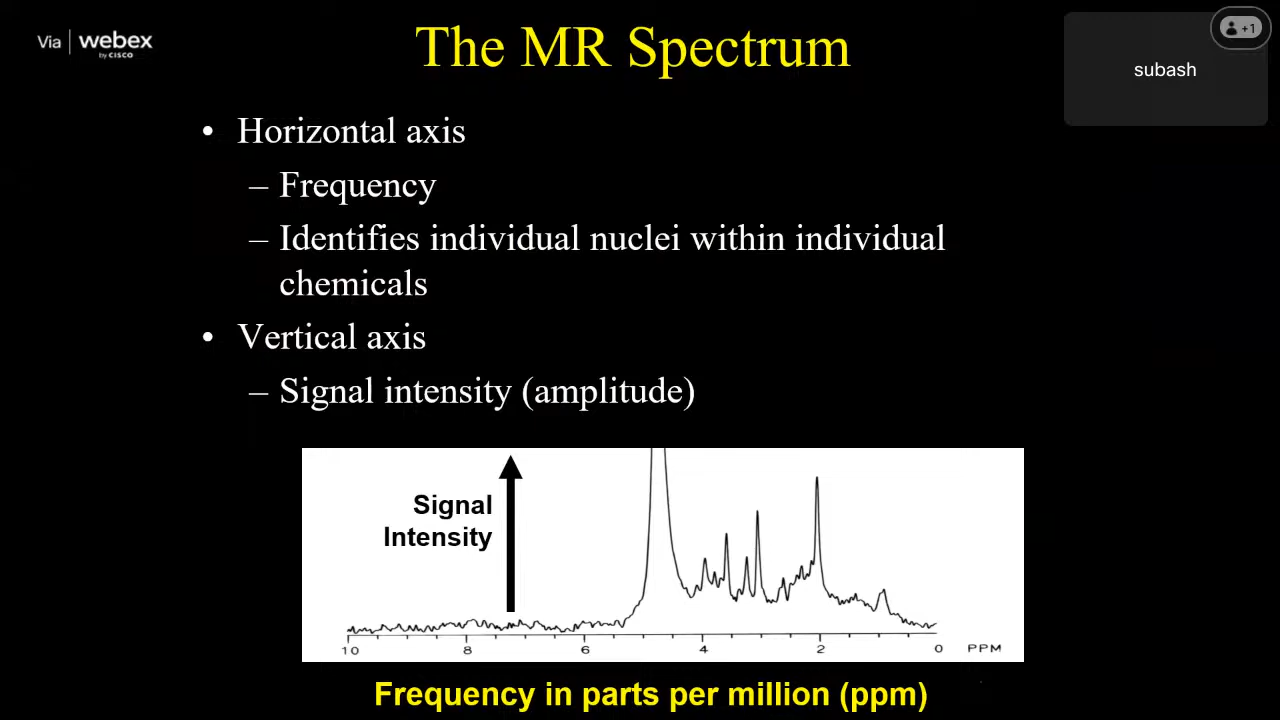 Via webex
by CISCO
The MR Spectrum
+1
subash
• Horizontal axis
– Frequency
– Identifies individual nuclei within individual
chemicals
• Vertical axis
– Signal intensity (amplitude)
Signal
Intensity
10 8 6 4 2 0 PPM
Frequency in parts per million (ppm)